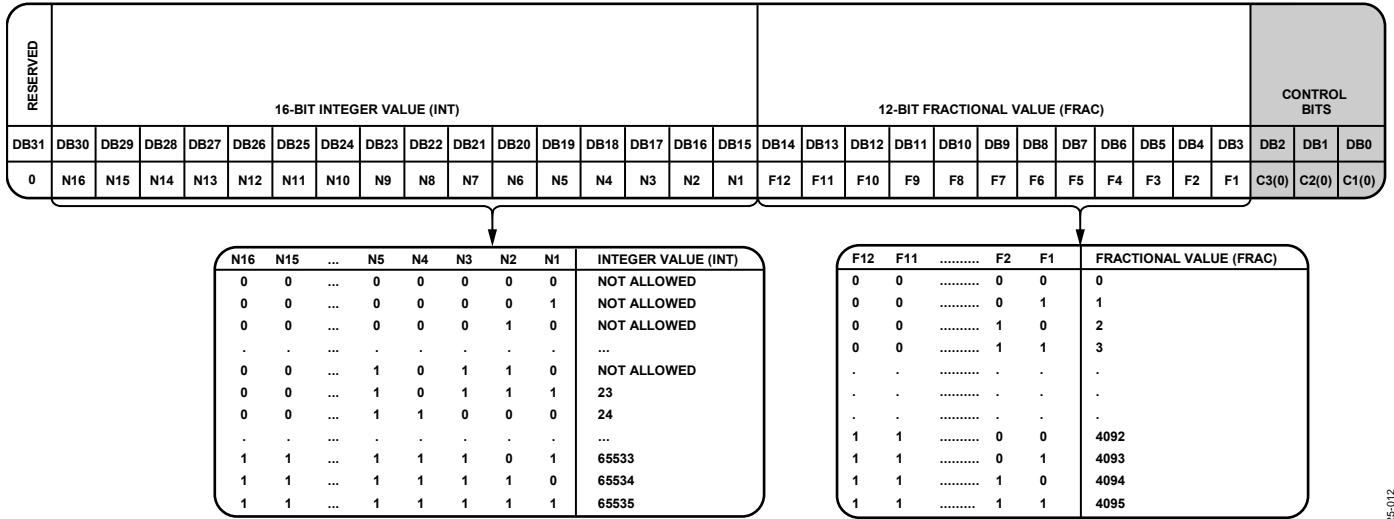 RESERVED
16-BIT INTEGER VALUE (INT) 12-BIT FRACTIONAL VALUE (FRAC) CONTROL BITS
DB31 DB30 DB29 DB28 DB27 DB26 DB25 DB24 DB23 DB22 DB21 DB20 DB19 DB18 DB17 DB16 DB15 DB14 DB13 DB12 DB11 DB10 DB9 DB8 DB7 DB6 DB5 DB4 DB3 DB2 DB1 DB0
0 N16 N15 N14 N13 N12 N11 N10 N9 N8 N7 N6 N5 N4 N3 N2 N1 F12 F11 F10 F9 F8 F7 F6 F5 F4 F3 F2 F1 C3(0) C2(0) C1(0)
N16 N15 ... N5 N4 N3 N2 N1 INTEGER VALUE (INT)
0 0 ... 0 0 0 0 0 NOT ALLOWED
0 0 ... 0 0 0 0 1 NOT ALLOWED
0 0 ... 0 0 0 1 0 NOT ALLOWED
. . ... . . . . . ...
0 0 ... 1 0 1 1 0 NOT ALLOWED
0 0 ... 1 0 1 1 1 23
0 0 ... 1 1 0 0 0 24
. . ... . . . . . ...
1 1 ... 1 1 1 0 1 65533
1 1 ... 1 1 1 1 0 65534
1 1 ... 1 1 1 1 1 65535
F12 F11 .......... F2 F1 FRACTIONAL VALUE (FRAC)
0 0 .......... 0 0 0
0 0 .......... 0 1 1
0 0 .......... 1 0 2
0 0 .......... 1 1 3
. . .......... . . .
. . .......... . . .
. . .......... . . .
1 1 .......... 0 0 4092
1 1 .......... 0 1 4093
1 1 .......... 1 0 4094
1 1 .......... 1 1 4095